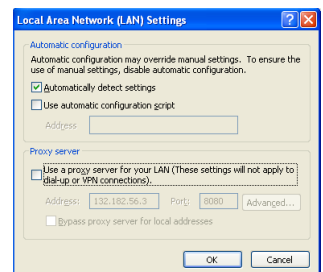 Local Area Network (LAN) Settings
Automatic configuration
Automatic configuration may override manual settings. To ensure the
use of manual settings, disable automatic configuration.
Automatically detect settings
Use automatic configuration script
Address
Proxy server
Use a proxy server for your LAN (These settings will not apply to
dial-up or VPN connections).
Address: 132.182.56.3 Port: 8080 Advanced...
Bypass proxy server for local addresses
OK Cancel